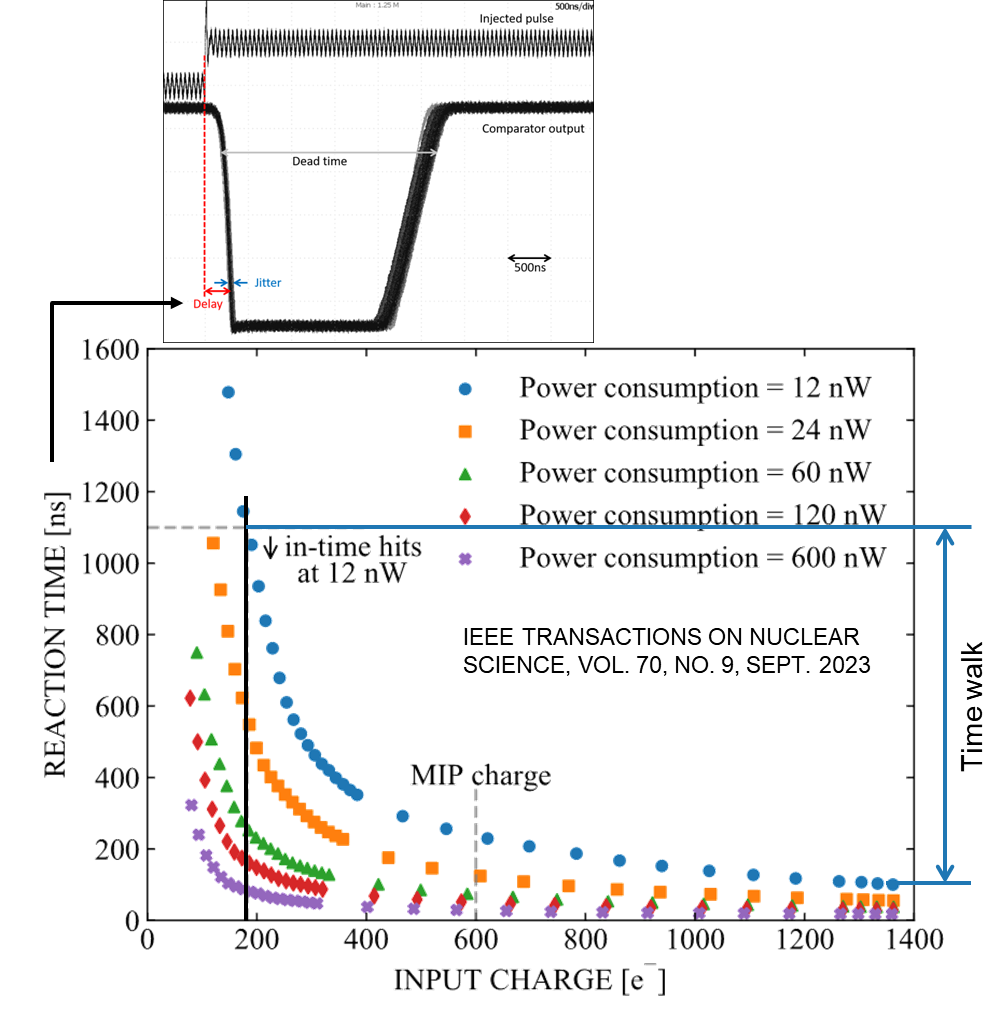 Main : 1.25 M
500ns/div
Injected pulse
Comparator output
Dead time
500ns
Jitter
Delay
1600
1400
1200
1000
800
600
400
200
0
REACTION TIME [ns]
Power consumption = 12 nW
Power consumption = 24 nW
Power consumption = 60 nW
Power consumption = 120 nW
Power consumption = 600 nW
in-time hits
at 12 nW
IEEE TRANSACTIONS ON NUCLEAR
SCIENCE, VOL. 70, NO. 9, SEPT. 2023
MIP charge
Time walk
0 200 400 600 800 1000 1200 1400
INPUT CHARGE [e⁻]